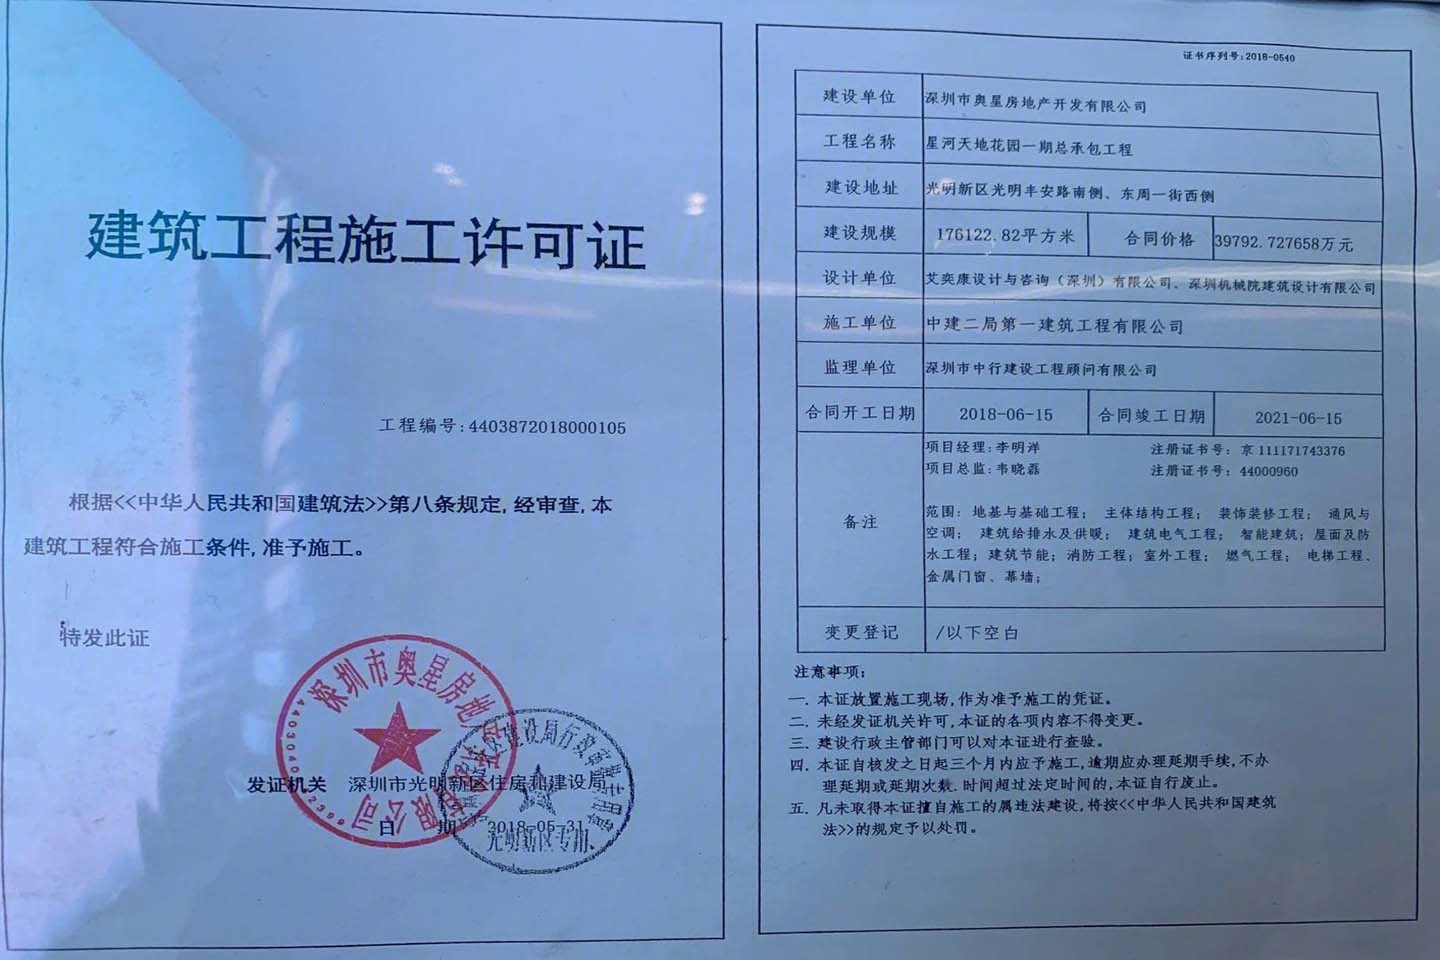 建筑工程施工许可证
工程编号:4403872018000105
根据<<中华人民共和国建筑法>>第八条规定,经审查,本
建筑工程符合施工条件,准予施工。
特发此证
发证机关 深圳市光明新区住房和建设局
日 期 2018-05-31
深圳市奥星房地产
有限公司
建设局行政审批专用章
光明新区专用
证书序列号:2018-0540
建设单位 深圳市奥星房地产开发有限公司
工程名称 星河天地花园一期总承包工程
建设地址 光明新区光明丰安路南侧、东周一街西侧
建设规模 176122.82平方米 合同价格 39792.727658万元
设计单位 艾奕康设计与咨询（深圳）有限公司、深圳机械院建筑设计有限公司
施工单位 中建二局第一建筑工程有限公司
监理单位 深圳市中行建设工程顾问有限公司
合同开工日期 2018-06-15 合同竣工日期 2021-06-15
备注
项目经理:李明洋 注册证书号: 京 111171743376
项目总监:韦晓磊 注册证书号: 44000960
范围: 地基与基础工程; 主体结构工程; 装饰装修工程; 通风与
空调; 建筑给排水及供暖; 建筑电气工程; 智能建筑; 屋面及防
水工程; 建筑节能; 消防工程; 室外工程; 燃气工程; 电梯工程、
金属门窗、幕墙;
变更登记 /以下空白
注意事项:
一. 本证放置施工现场,作为准予施工的凭证。
二. 未经发证机关许可,本证的各项内容不得变更。
三. 建设行政主管部门可以对本证进行查验。
四. 本证自核发之日起三个月内应予施工,逾期应办理延期手续,不办
理延期或延期次数.时间超过法定时间的,本证自行废止。
五. 凡未取得本证擅自施工的属违法建设,将按<<中华人民共和国建筑
法>>的规定予以处罚。